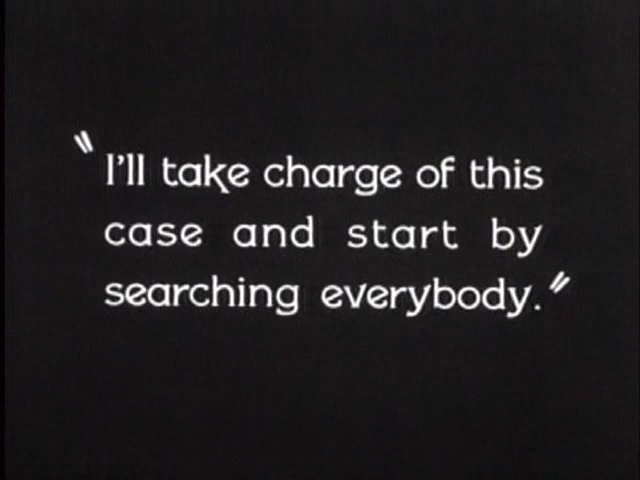 "I'll take charge of this
case and start by
searching everybody."